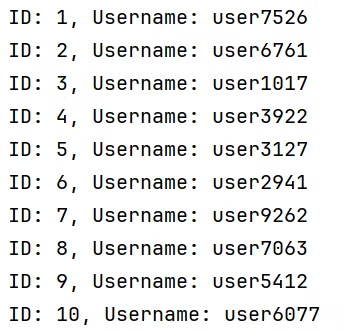 ID: 1, Username: user7526
ID: 2, Username: user6761
ID: 3, Username: user1017
ID: 4, Username: user3922
ID: 5, Username: user3127
ID: 6, Username: user2941
ID: 7, Username: user9262
ID: 8, Username: user7063
ID: 9, Username: user5412
ID: 10, Username: user6077